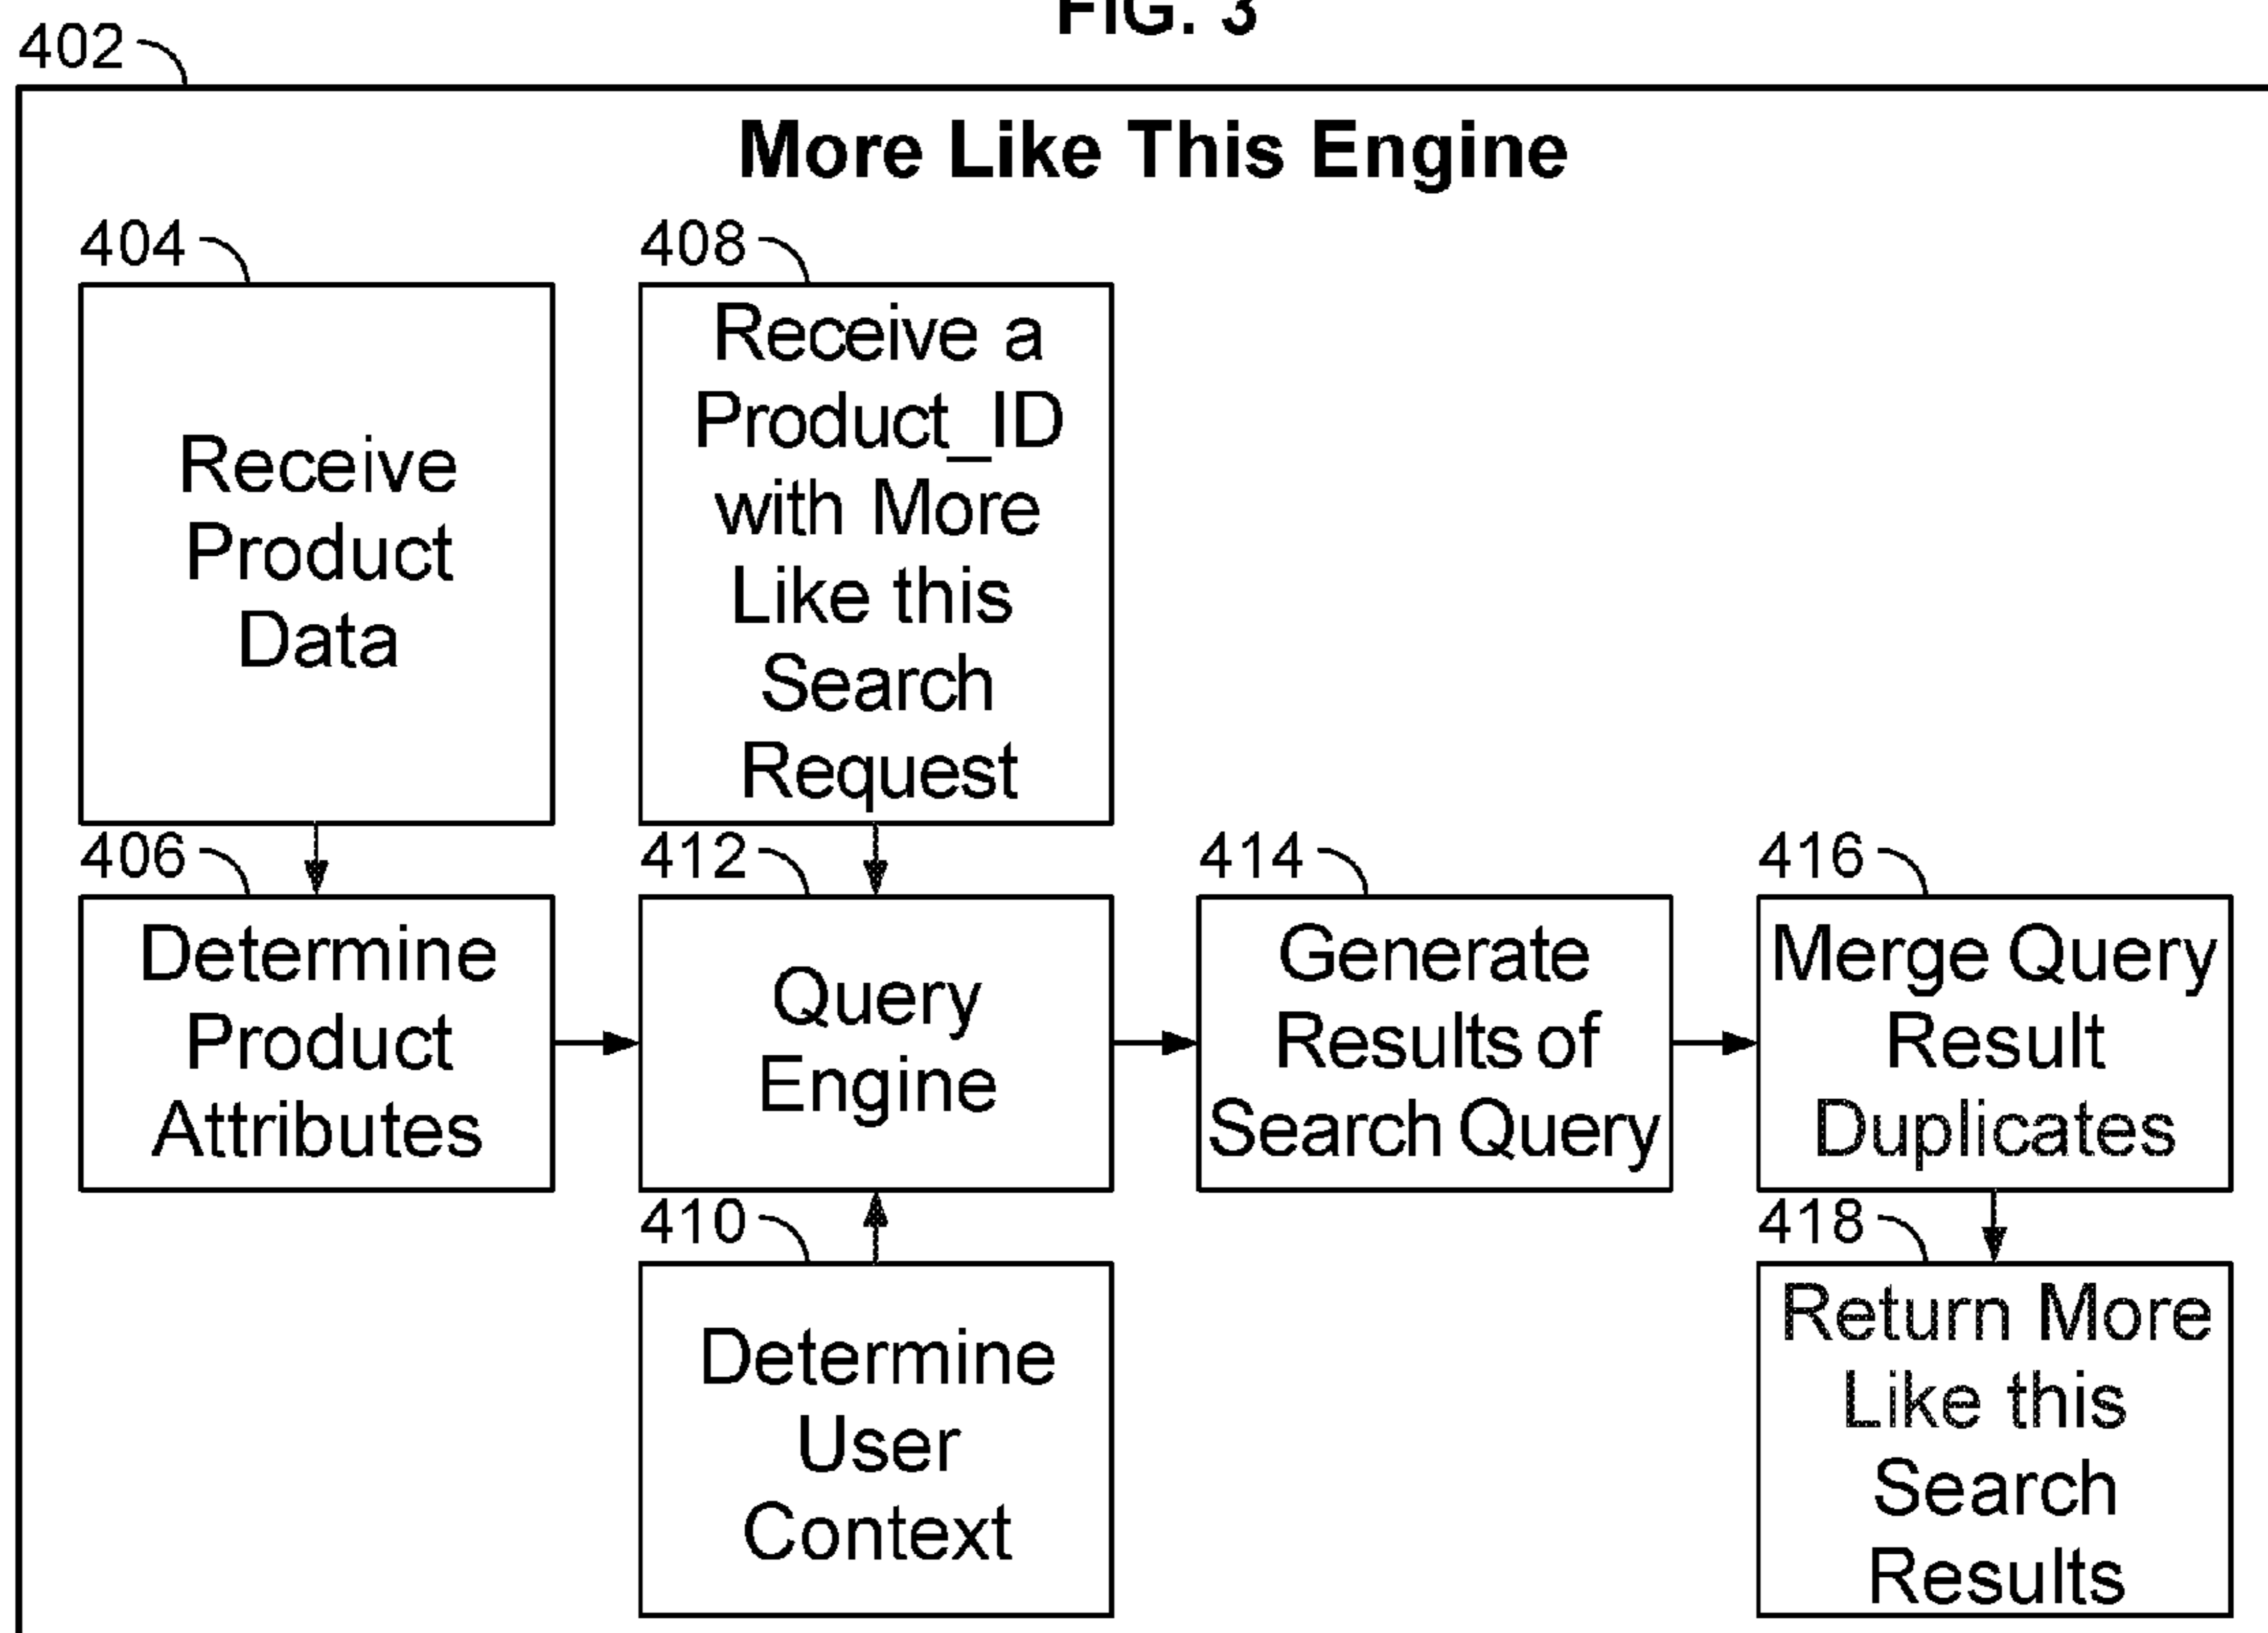 FIG. 3
402
More Like This Engine
404
Receive
Product
Data
408
Receive a
Product_ID
with More
Like this
Search
Request
406
Determine
Product
Attributes
412
Query
Engine
414
Generate
Results of
Search Query
416
Merge Query
Result
Duplicates
410
Determine
User
Context
418
Return More
Like this
Search
Results